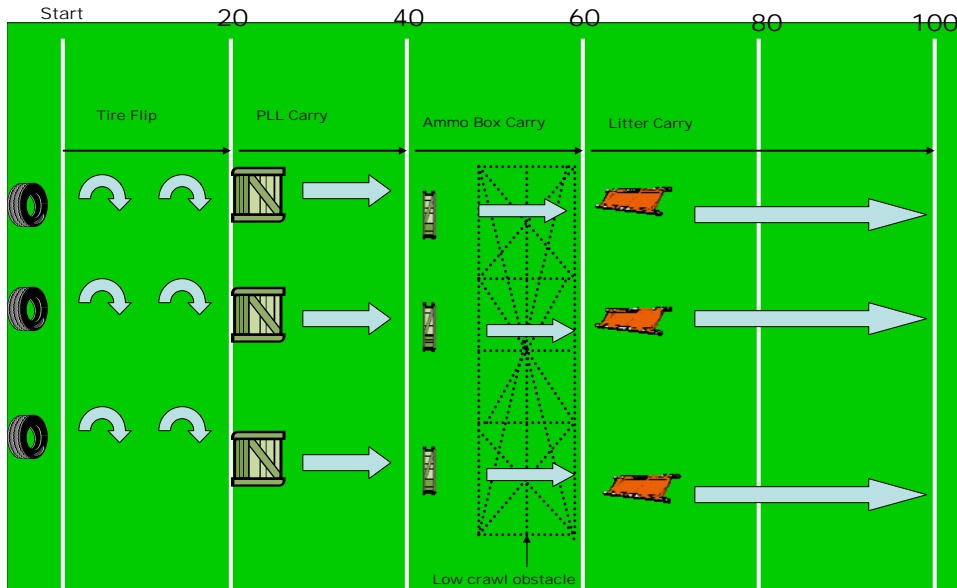 Start
20
40
60
80
100
Tire Flip
PLL Carry
Ammo Box Carry
Litter Carry
Low crawl obstacle